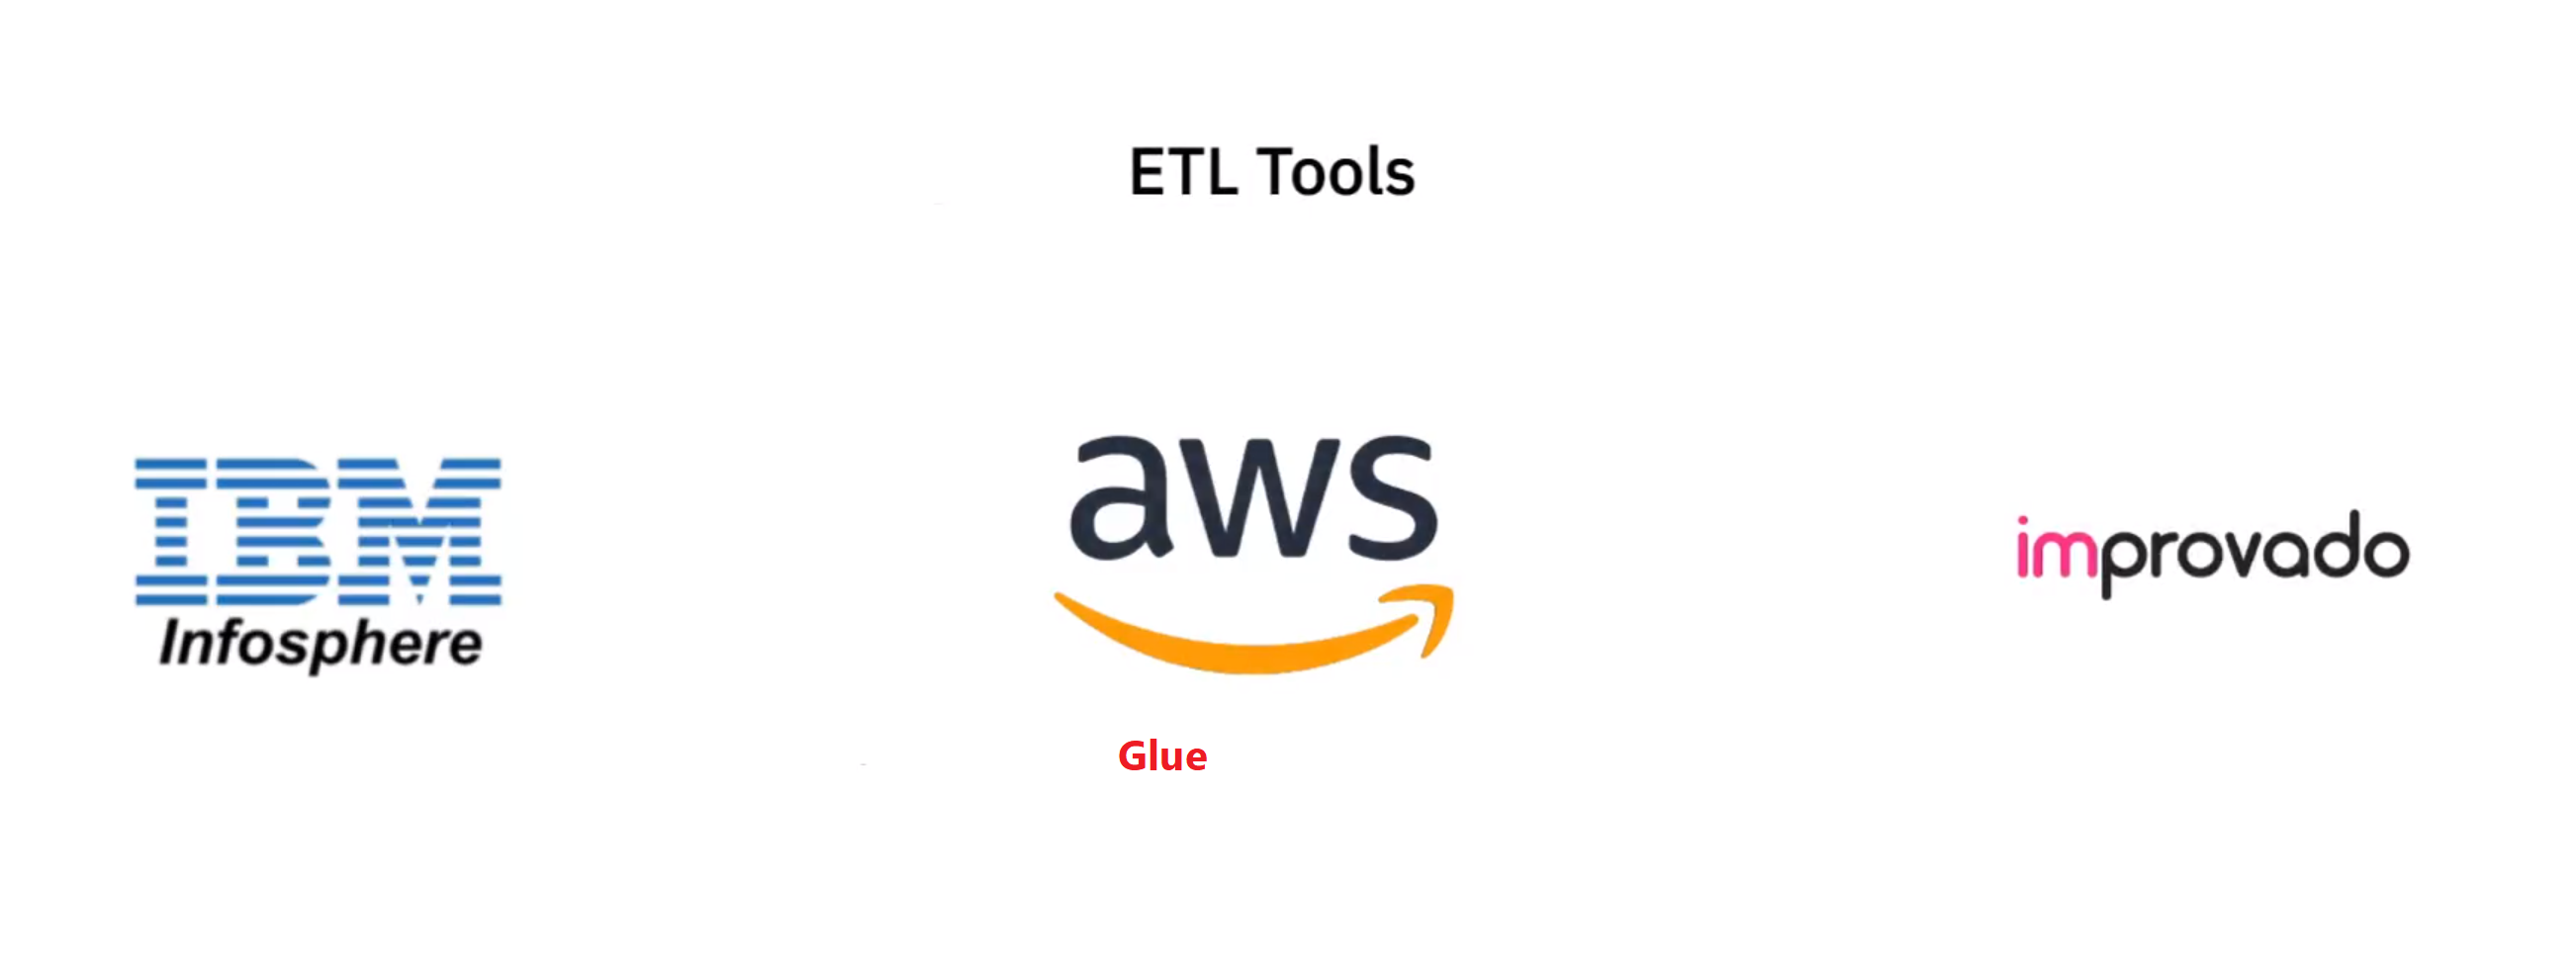 ETL Tools
IBM
Infosphere
aws
improvado
Glue